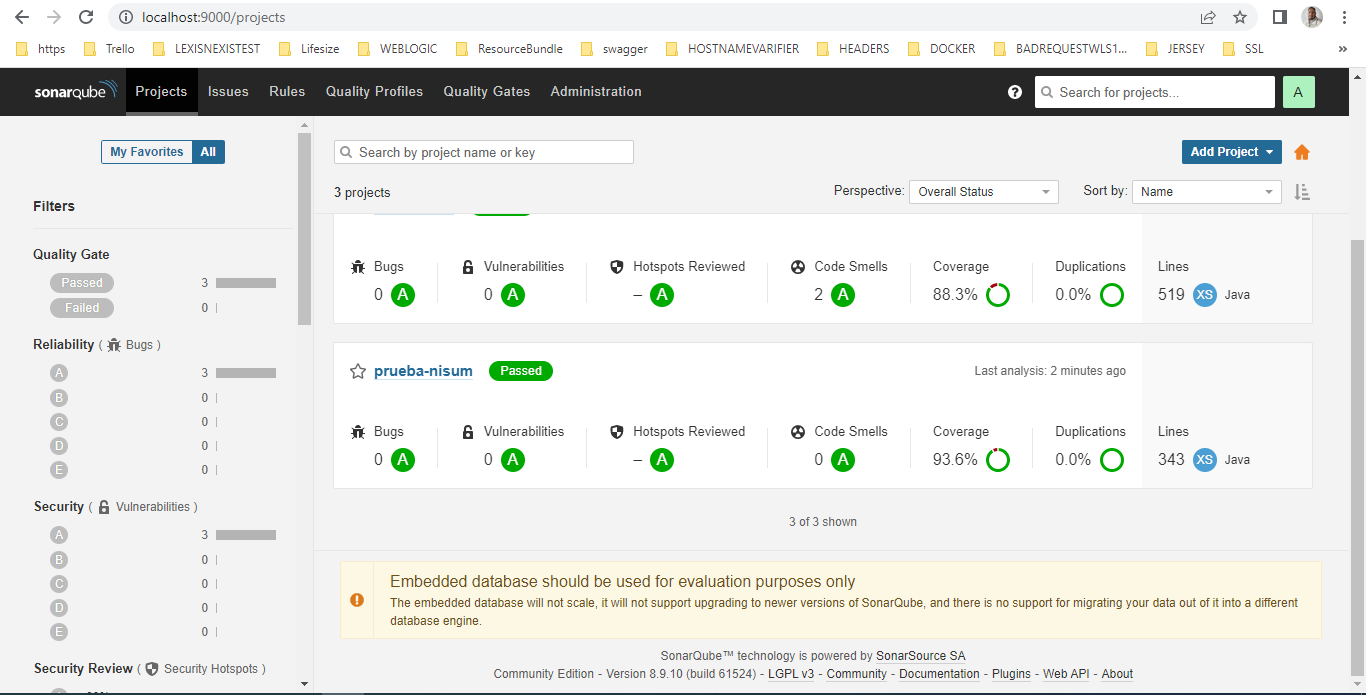 localhost:9000/projects
https Trello LEXISNEXISTEST Lifesize WEBLOGIC ResourceBundle swagger HOSTNAMEVARIFIER HEADERS DOCKER BADREQUESTWLS1... JERSEY SSL »
sonarqube Projects Issues Rules Quality Profiles Quality Gates Administration ? Search for projects... A
My Favorites All
Filters
Quality Gate
Passed 3
Failed 0
Reliability ( Bugs )
A 3
B 0
C 0
D 0
E 0
Security ( Vulnerabilities )
A 3
B 0
C 0
D 0
E 0
Security Review ( Security Hotspots )
Search by project name or key
Add Project
3 projects
Perspective: Overall Status Sort by: Name
Bugs Vulnerabilities Hotspots Reviewed Code Smells Coverage Duplications Lines
0 A 0 A – A 2 A 88.3% 0.0% 519 XS Java
prueba-nisum Passed Last analysis: 2 minutes ago
Bugs Vulnerabilities Hotspots Reviewed Code Smells Coverage Duplications Lines
0 A 0 A – A 0 A 93.6% 0.0% 343 XS Java
3 of 3 shown
Embedded database should be used for evaluation purposes only
The embedded database will not scale, it will not support upgrading to newer versions of SonarQube, and there is no support for migrating your data out of it into a different
database engine.
SonarQube™ technology is powered by SonarSource SA
Community Edition - Version 8.9.10 (build 61524) - LGPL v3 - Community - Documentation - Plugins - Web API - About